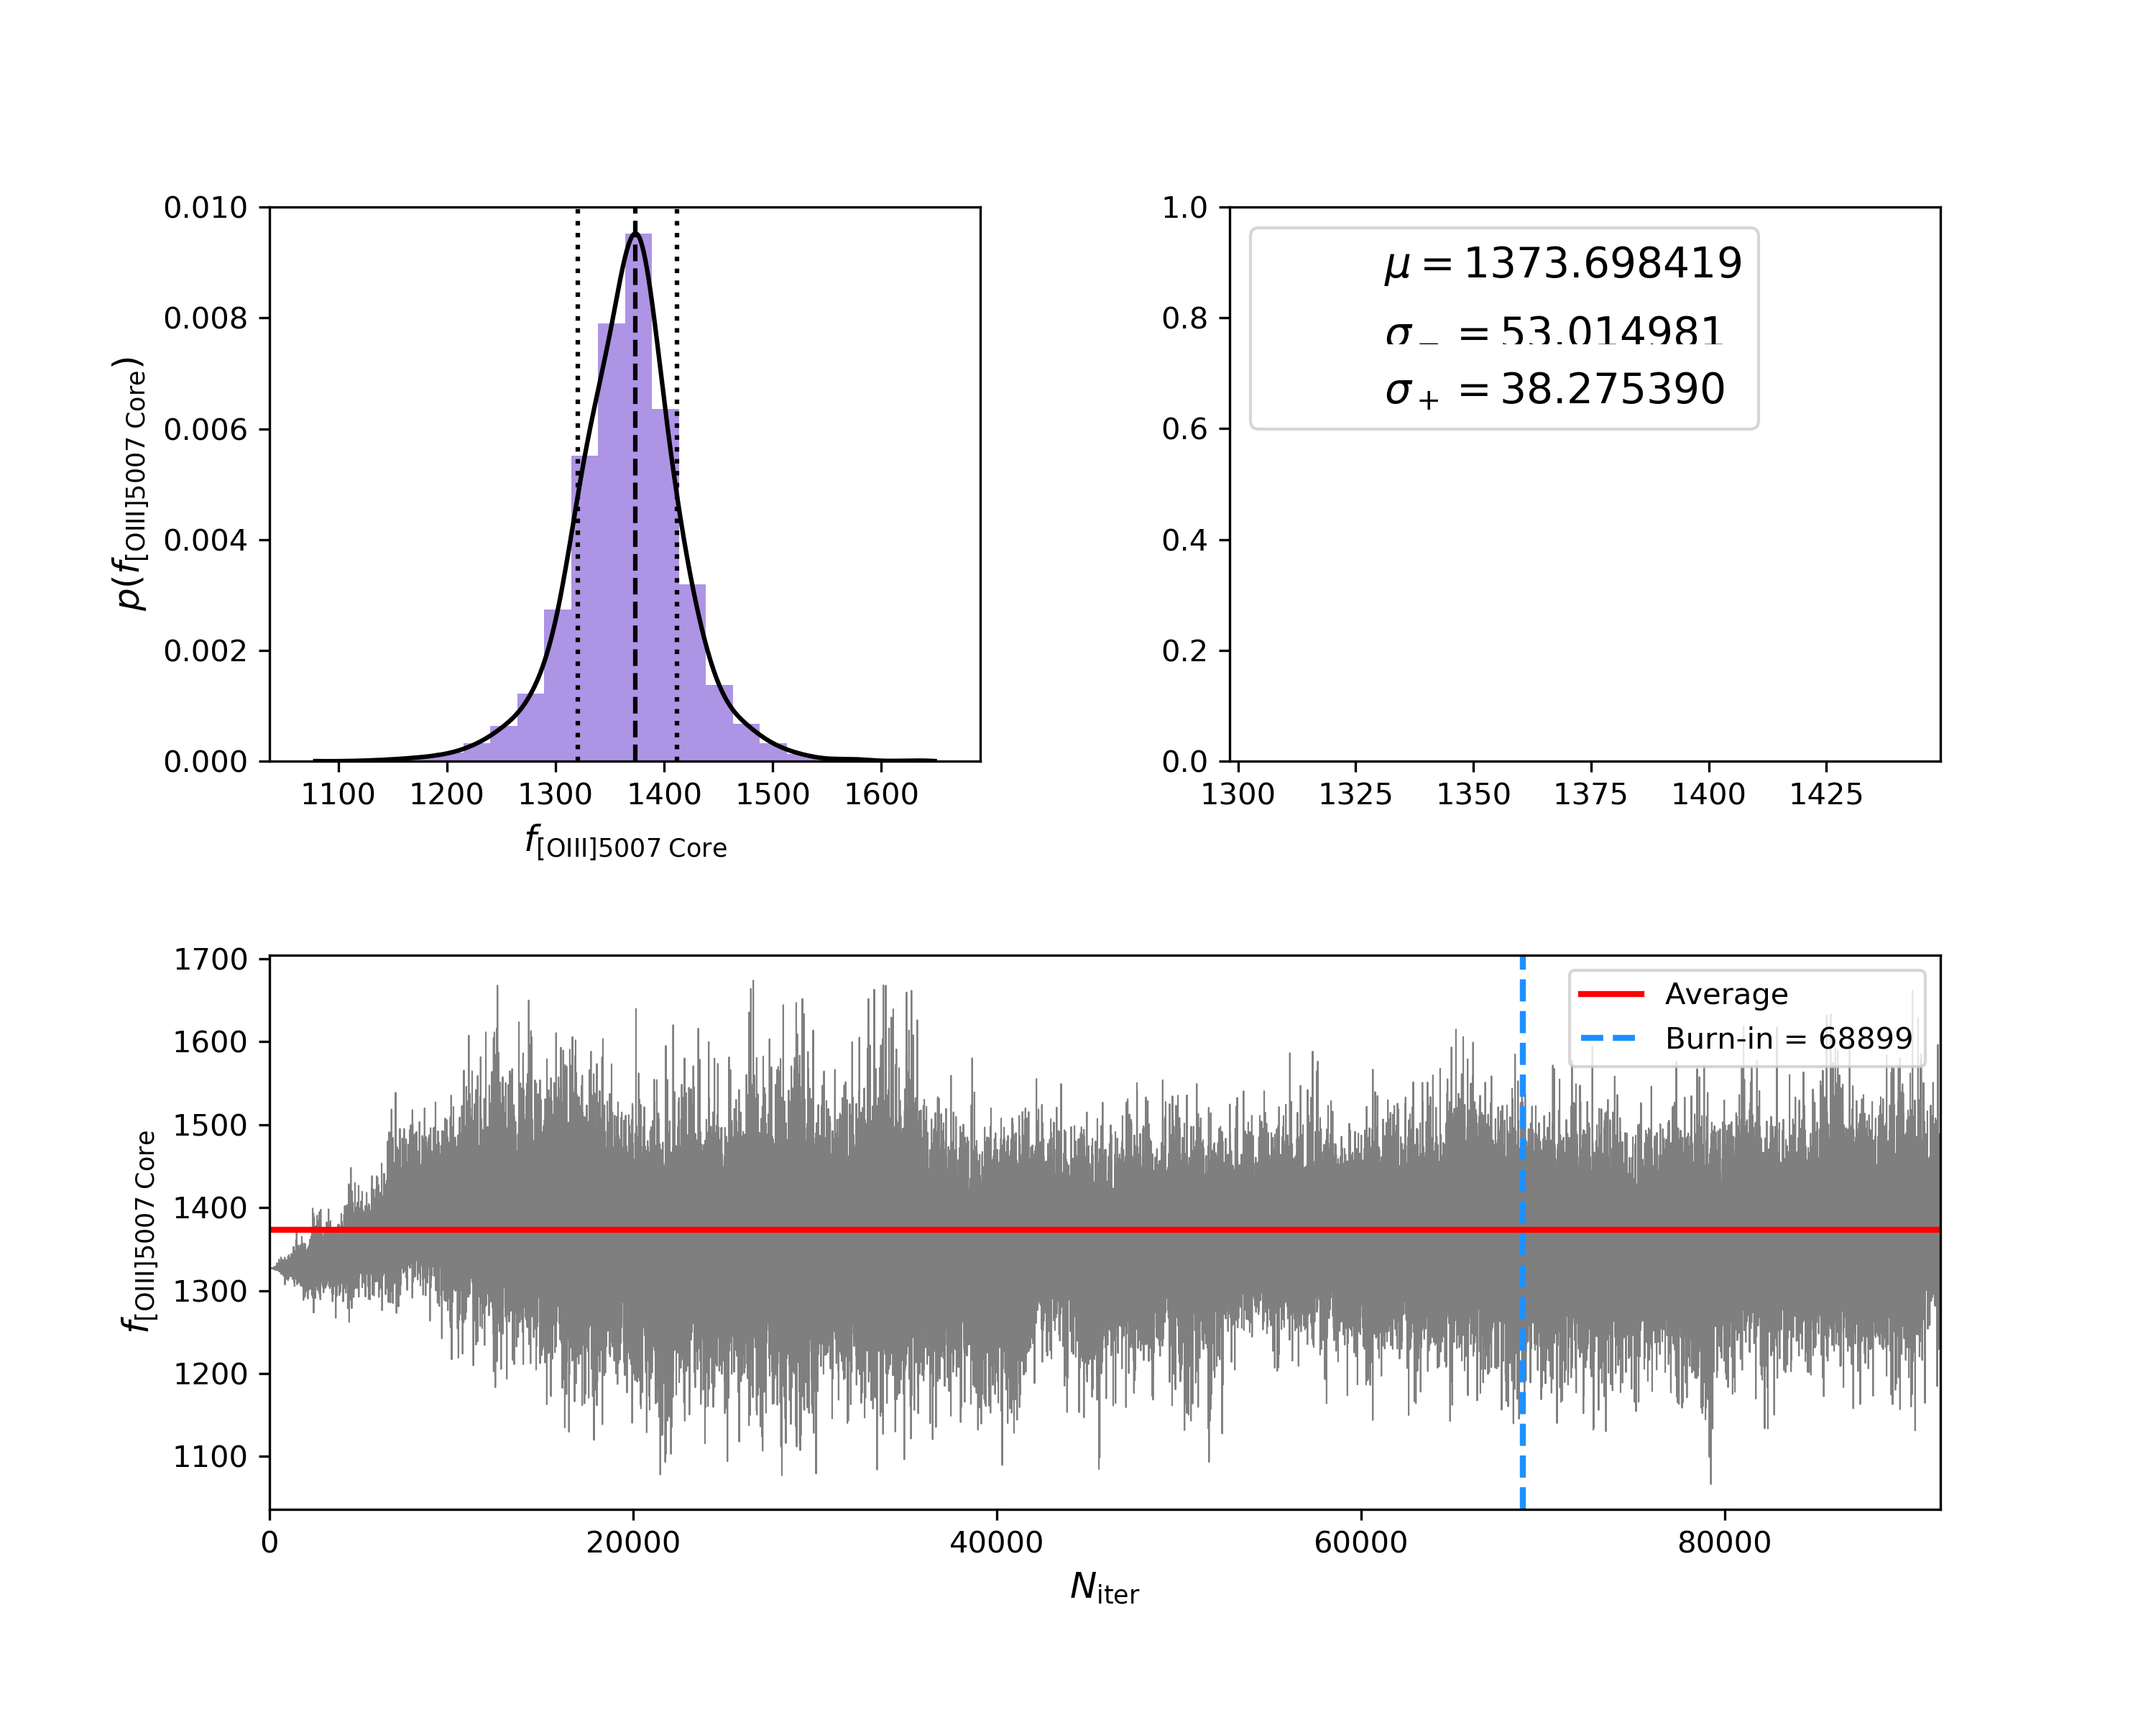 0.010
0.008
0.006
0.004
0.002
0.000
p(f[OIII]5007 Core)
1100 1200 1300 1400 1500 1600
f[OIII]5007 Core
1.0
0.8
0.6
0.4
0.2
0.0
μ = 1373.698419
σ− = 53.014981
σ+ = 38.275390
1300 1325 1350 1375 1400 1425
1700
1600
1500
1400
1300
1200
1100
f[OIII]5007 Core
Average
Burn-in = 68899
0 20000 40000 60000 80000
Niter